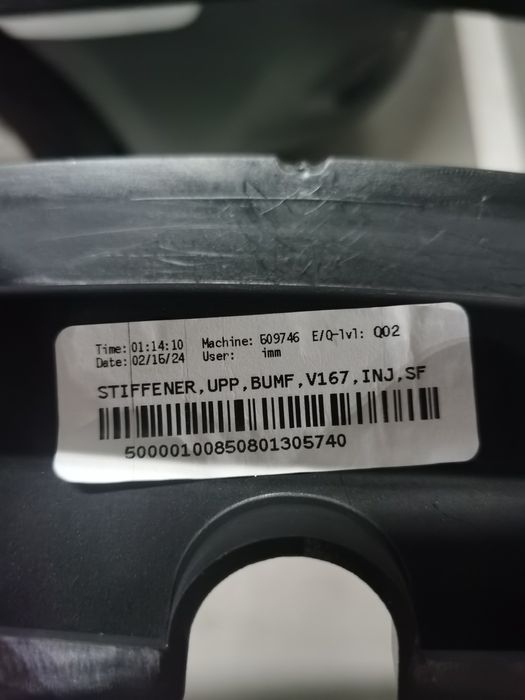 Time: 01:14:10 Machine: 609746 E/Q-lvl: Q02
Date: 02/15/24 User: imm
STIFFENER,UPP,BUMF,V167,INJ,SF
50000100850801305740